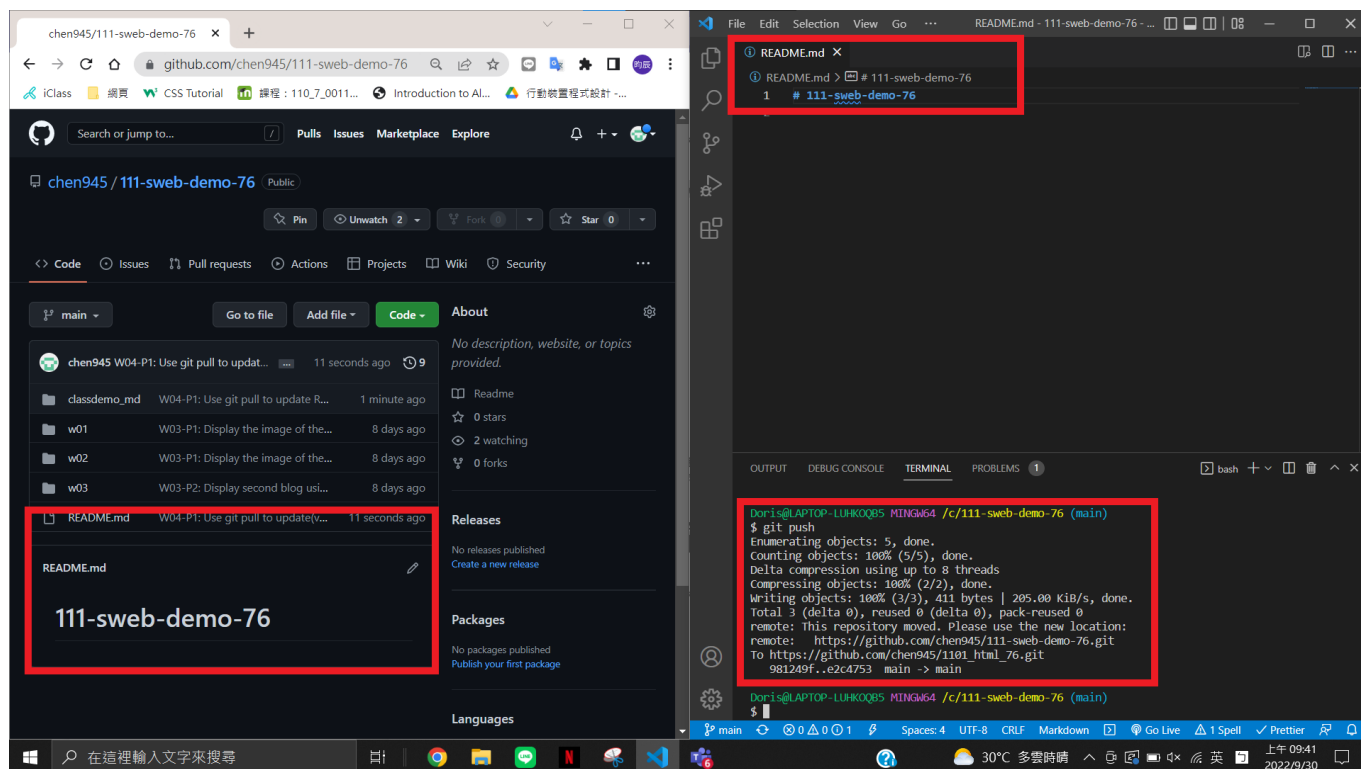 chen945/111-sweb-demo-76
github.com/chen945/111-sweb-demo-76
昀辰
iClass
網頁
CSS Tutorial
課程：110_7_0011...
Introduction to Al...
行動裝置程式設計 -...
Search or jump to...
/
Pulls
Issues
Marketplace
Explore
chen945 / 111-sweb-demo-76
Public
Pin
Unwatch 2
Fork 0
Star 0
Code
Issues
Pull requests
Actions
Projects
Wiki
Security
main
Go to file
Add file
Code
chen945 W04-P1: Use git pull to updat... 11 seconds ago 9
classdemo_md W04-P1: Use git pull to update R... 1 minute ago
w01 W03-P1: Display the image of the... 8 days ago
w02 W03-P1: Display the image of the... 8 days ago
w03 W03-P2: Display second blog usi... 8 days ago
README.md W04-P1: Use git pull to update(v... 11 seconds ago
README.md
111-sweb-demo-76
About
No description, website, or topics
provided.
Readme
0 stars
2 watching
0 forks
Releases
No releases published
Create a new release
Packages
No packages published
Publish your first package
Languages
File Edit Selection View Go ··· README.md - 111-sweb-demo-76 - ...
README.md
README.md > # 111-sweb-demo-76
1 # 111-sweb-demo-76
2
OUTPUT DEBUG CONSOLE TERMINAL PROBLEMS 1
bash
Doris@LAPTOP-LUHKOQB5 MINGW64 /c/111-sweb-demo-76 (main)
$ git push
Enumerating objects: 5, done.
Counting objects: 100% (5/5), done.
Delta compression using up to 8 threads
Compressing objects: 100% (2/2), done.
Writing objects: 100% (3/3), 411 bytes | 205.00 KiB/s, done.
Total 3 (delta 0), reused 0 (delta 0), pack-reused 0
remote: This repository moved. Please use the new location:
remote:   https://github.com/chen945/111-sweb-demo-76.git
To https://github.com/chen945/1101_html_76.git
   981249f..e2c4753  main -> main
Doris@LAPTOP-LUHKOQB5 MINGW64 /c/111-sweb-demo-76 (main)
$
main 0 0 1 Spaces: 4 UTF-8 CRLF Markdown Go Live 1 Spell Prettier
在這裡輸入文字來搜尋
6
30°C 多雲時晴
英
上午 09:41
2022/9/30